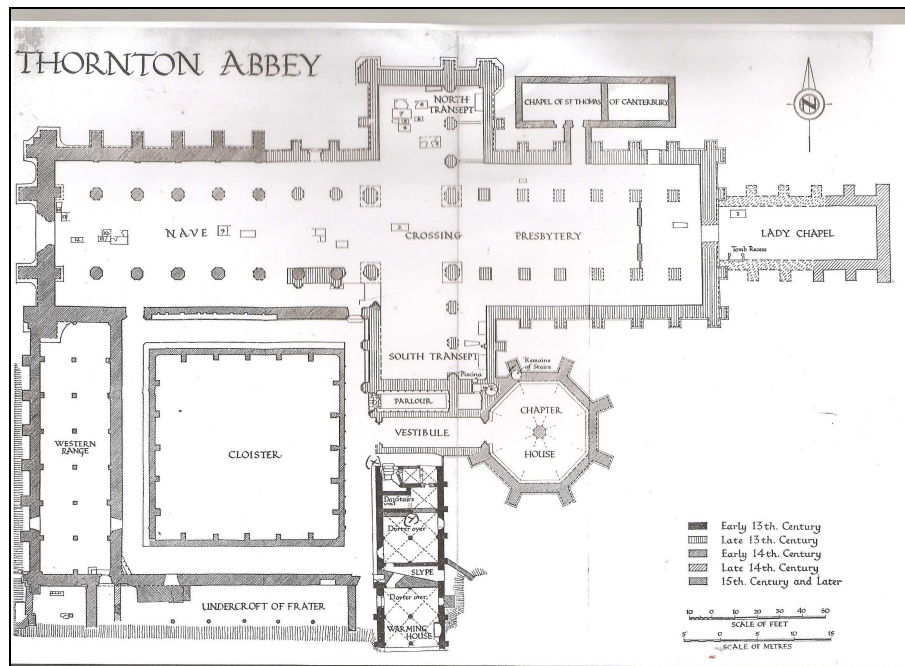 THORNTON ABBEY
NORTH
TRANSEPT
CHAPEL OF ST THOMAS
OF CANTERBURY
N
NAVE
CROSSING
PRESBYTERY
LADY CHAPEL
Tomb Recess
SOUTH TRANSEPT
Piscina
Remains
of Stairs
PARLOUR
VESTIBULE
CHAPTER
HOUSE
WESTERN
RANGE
CLOISTER
Day Stairs
Dorter over
SLYPE
Dorter over
WARMING
HOUSE
UNDERCROFT OF FRATER
Early 13th. Century
Late 13th. Century
Early 14th. Century
Late 14th. Century
15th. Century and Later
10 0 10 20 30 40 50
SCALE OF FEET
5 0 5 10 15
SCALE OF METRES